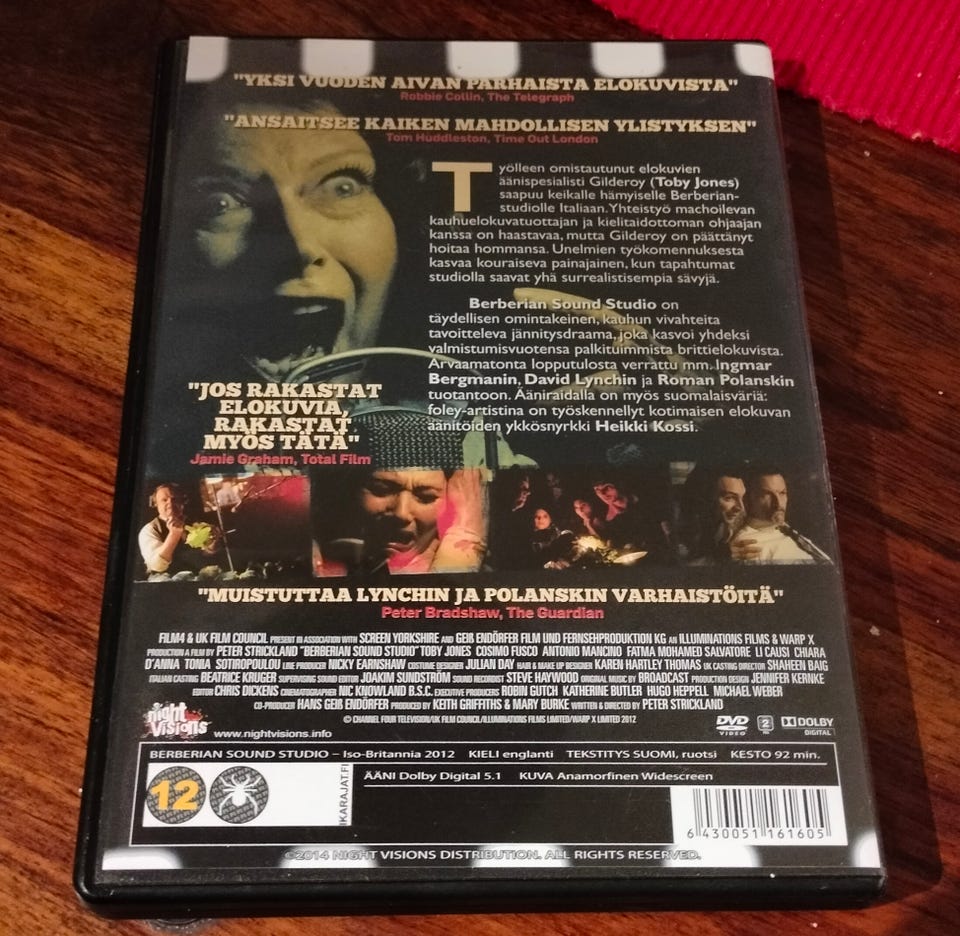 "YKSI VUODEN AIVAN PARHAISTA ELOKUVISTA"
Robbie Collin, The Telegraph
"ANSAITSEE KAIKEN MAHDOLLISEN YLISTYKSEN"
Tom Huddleston, Time Out London
Työlleen omistautunut elokuvien
äänispesialisti Gilderoy (Toby Jones)
saapuu keikalle hämyiselle Berberian-
studiolle Italiaan. Yhteistyö machoilevan
kauhuelokuvatuottajan ja kielitaidottoman ohjaajan
kanssa on haastavaa, mutta Gilderoy on päättänyt
hoitaa hommansa. Unelmien työkomennuksesta
kasvaa kouraiseva painajainen, kun tapahtumat
studiolla saavat yhä surrealistisempia sävyjä.
Berberian Sound Studio on
täydellisen omintakeinen, kauhun vivahteita
tavoitteleva jännitysdraama, joka kasvoi yhdeksi
valmistumisvuotensa palkituimmista brittielokuvista.
Arvaamatonta lopputulosta verrattu mm. Ingmar
Bergmanin, David Lynchin ja Roman Polanskin
tuotantoon. Ääniraidalla on myös suomalaisväriä:
foley-artistina on työskennellyt kotimaisen elokuvan
äänitöiden ykkösnyrkki Heikki Kossi.
"JOS RAKASTAT
ELOKUVIA,
RAKASTAT
MYÖS TÄTÄ"
Jamie Graham, Total Film
"MUISTUTTAA LYNCHIN JA POLANSKIN VARHAISTÖITÄ"
Peter Bradshaw, The Guardian
FILM4 & UK FILM COUNCIL PRESENT IN ASSOCIATION WITH SCREEN YORKSHIRE AND GEIß ENDÖRFER FILM UND FERNSEHPRODUKTION KG AN ILLUMINATIONS FILMS & WARP X
PRODUCTION A FILM BY PETER STRICKLAND "BERBERIAN SOUND STUDIO" TOBY JONES COSIMO FUSCO ANTONIO MANCINO FATMA MOHAMED SALVATORE LI CAUSI CHIARA
D'ANNA TONIA SOTIROPOULOU LINE PRODUCER NICKY EARNSHAW COSTUME DESIGNER JULIAN DAY HAIR & MAKE UP DESIGNER KAREN HARTLEY THOMAS UK CASTING DIRECTOR SHAHEEN BAIG
ITALIAN CASTING BEATRICE KRUGER SUPERVISING SOUND EDITOR JOAKIM SUNDSTRÖM SOUND RECORDIST STEVE HAYWOOD ORIGINAL MUSIC BY BROADCAST PRODUCTION DESIGN JENNIFER KERNKE
EDITOR CHRIS DICKENS CINEMATOGRAPHER NIC KNOWLAND B.S.C. EXECUTIVE PRODUCERS ROBIN GUTCH KATHERINE BUTLER HUGO HEPPELL MICHAEL WEBER
CO-PRODUCER HANS GEIß ENDÖRFER PRODUCED BY KEITH GRIFFITHS & MARY BURKE WRITTEN & DIRECTED BY PETER STRICKLAND
© CHANNEL FOUR TELEVISION/UK FILM COUNCIL/ILLUMINATIONS FILMS LIMITED/WARP X LIMITED 2012
night visions
www.nightvisions.info
DVD VIDEO
2
DOLBY DIGITAL
BERBERIAN SOUND STUDIO – Iso-Britannia 2012 KIELI englanti TEKSTITYS SUOMI, ruotsi KESTO 92 min.
ÄÄNI Dolby Digital 5.1 KUVA Anamorfinen Widescreen
12
IKARAJAT.FI
6 430051 161605
©2014 NIGHT VISIONS DISTRIBUTION. ALL RIGHTS RESERVED.